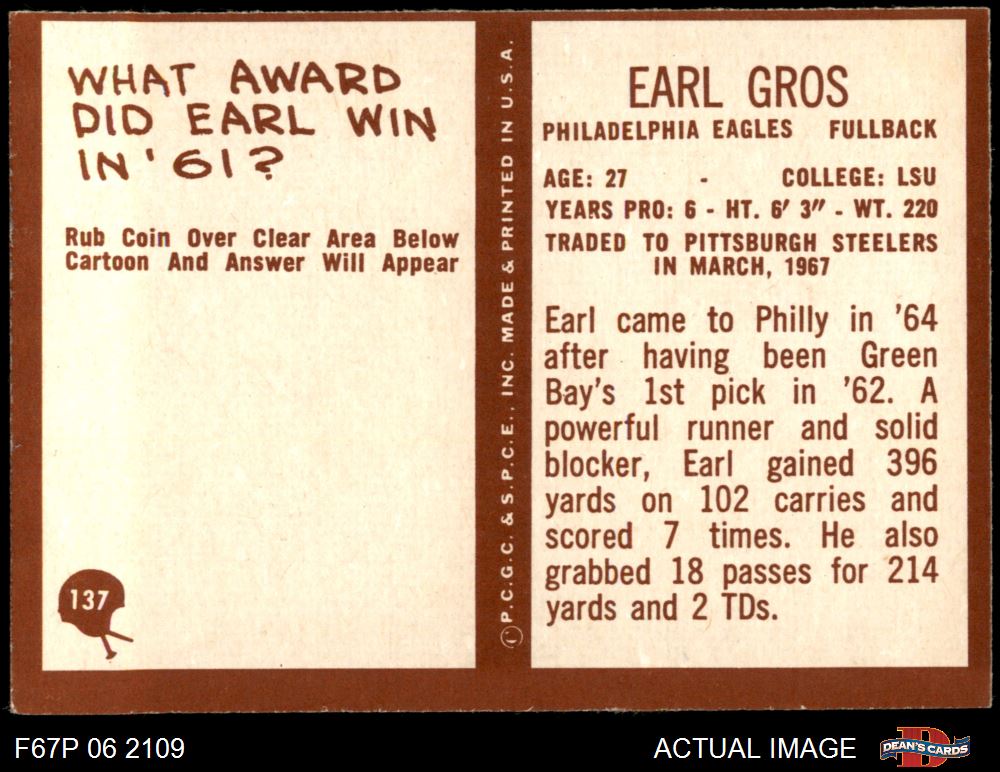 WHAT AWARD
DID EARL WIN
IN '61?
Rub Coin Over Clear Area Below
Cartoon And Answer Will Appear
137
© P.C.G.C. & S.P.C.E., INC. MADE & PRINTED IN U.S.A.
EARL GROS
PHILADELPHIA EAGLES FULLBACK
AGE: 27 - COLLEGE: LSU
YEARS PRO: 6 - HT. 6' 3" - WT. 220
TRADED TO PITTSBURGH STEELERS
IN MARCH, 1967
Earl came to Philly in '64
after having been Green
Bay's 1st pick in '62. A
powerful runner and solid
blocker, Earl gained 396
yards on 102 carries and
scored 7 times. He also
grabbed 18 passes for 214
yards and 2 TDs.
F67P 06 2109
ACTUAL IMAGE
D
DEAN'S CARDS